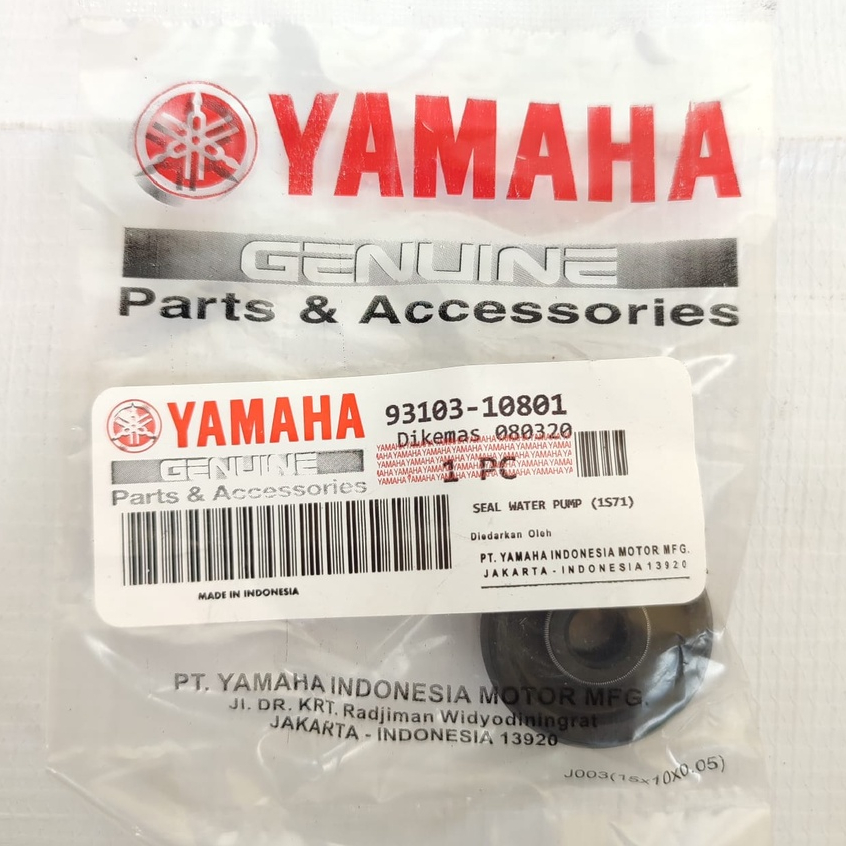 YAMAHA
GENUINE
Parts & Accessories
YAMAHA
GENUINE
Parts & Accessories
MADE IN INDONESIA
93103-10801
Dikemas 080320
1 PC
SEAL WATER PUMP (1S71)
Diedarkan Oleh
PT. YAMAHA INDONESIA MOTOR MFG.
JAKARTA - INDONESIA 13920
PT. YAMAHA INDONESIA MOTOR MFG.
Jl. DR. KRT. Radjiman Widyodiningrat
JAKARTA - INDONESIA 13920
J003(15x10X0.05)